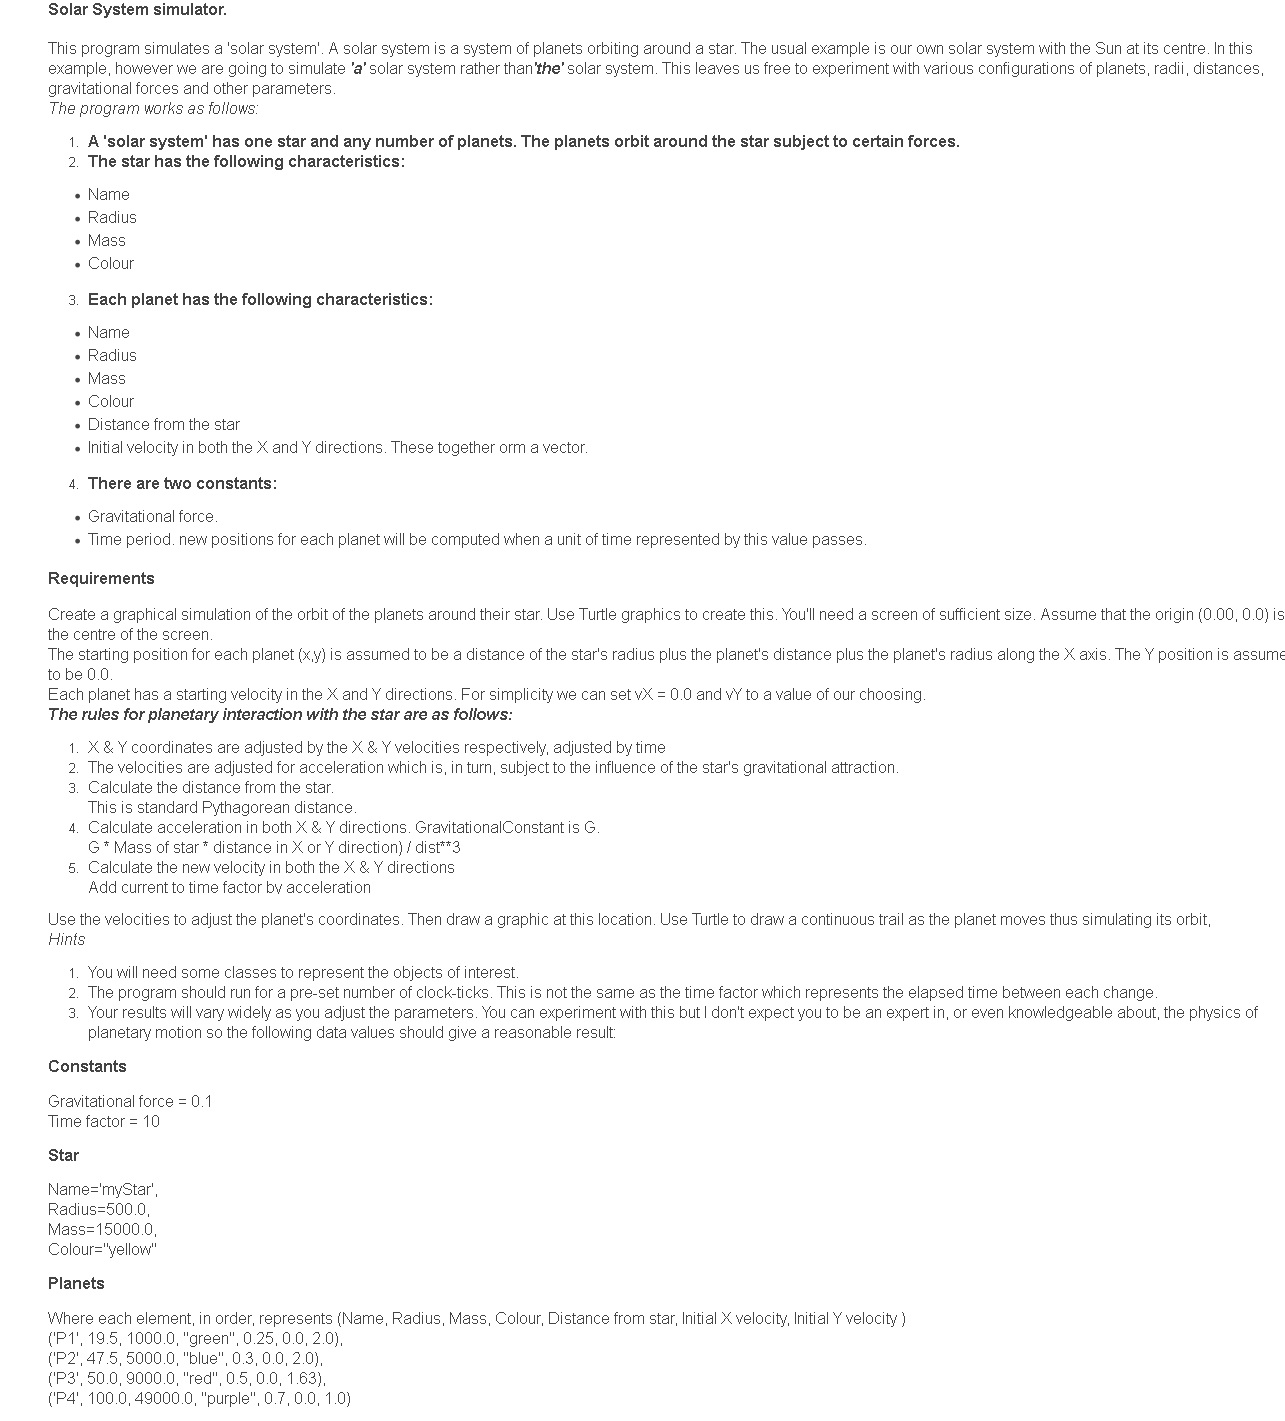 Solar System simulator.
This program simulates a 'solar system'. A solar system is a system of planets orbiting around a star. The usual example is our own solar system with the Sun at its centre. In this
example, however we are going to simulate 'a' solar system rather than'the' solar system. This leaves us free to experiment with various configurations of planets, radii, distances,
gravitational forces and other parameters.
The program works as follows:
1. A 'solar system' has one star and any number of planets. The planets orbit around the star subject to certain forces.
2. The star has the following characteristics:
• Name
• Radius
• Mass
• Colour
3. Each planet has the following characteristics:
• Name
• Radius
• Mass
• Colour
• Distance from the star
• Initial velocity in both the X and Y directions. These together orm a vector.
4. There are two constants:
• Gravitational force.
• Time period. new positions for each planet will be computed when a unit of time represented by this value passes.
Requirements
Create a graphical simulation of the orbit of the planets around their star. Use Turtle graphics to create this. You'll need a screen of sufficient size. Assume that the origin (0.00, 0.0) is
the centre of the screen.
The starting position for each planet (x,y) is assumed to be a distance of the star's radius plus the planet's distance plus the planet's radius along the X axis. The Y position is assume
to be 0.0.
Each planet has a starting velocity in the X and Y directions. For simplicity we can set vX = 0.0 and vY to a value of our choosing.
The rules for planetary interaction with the star are as follows:
1. X & Y coordinates are adjusted by the X & Y velocities respectively, adjusted by time
2. The velocities are adjusted for acceleration which is, in turn, subject to the influence of the star's gravitational attraction.
3. Calculate the distance from the star.
This is standard Pythagorean distance.
4. Calculate acceleration in both X & Y directions. GravitationalConstant is G.
G * Mass of star * distance in X or Y direction) / dist**3
5. Calculate the new velocity in both the X & Y directions
Add current to time factor by acceleration
Use the velocities to adjust the planet's coordinates. Then draw a graphic at this location. Use Turtle to draw a continuous trail as the planet moves thus simulating its orbit,
Hints
1. You will need some classes to represent the objects of interest.
2. The program should run for a pre-set number of clock-ticks. This is not the same as the time factor which represents the elapsed time between each change.
3. Your results will vary widely as you adjust the parameters. You can experiment with this but I don't expect you to be an expert in, or even knowledgeable about, the physics of
planetary motion so the following data values should give a reasonable result:
Constants
Gravitational force = 0.1
Time factor = 10
Star
Name='myStar',
Radius=500.0,
Mass=15000.0,
Colour="yellow"
Planets
Where each element, in order, represents (Name, Radius, Mass, Colour, Distance from star, Initial X velocity, Initial Y velocity )
('P1', 19.5, 1000.0, "green", 0.25, 0.0, 2.0),
('P2', 47.5, 5000.0, "blue", 0.3, 0.0, 2.0),
('P3', 50.0, 9000.0, "red", 0.5, 0.0, 1.63),
('P4', 100.0, 49000.0, "purple", 0.7, 0.0, 1.0)